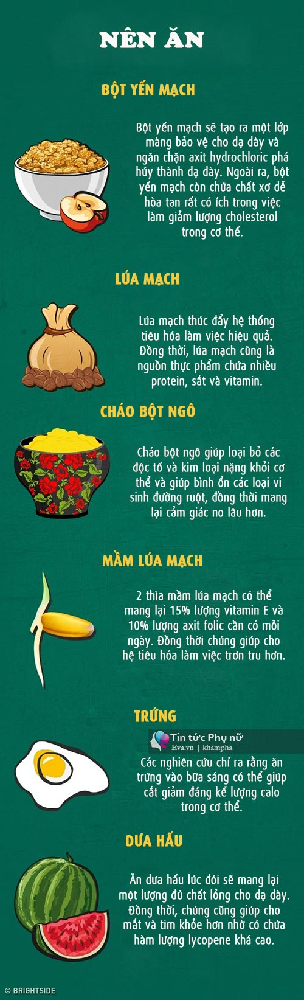 NÊN ĂN
BỘT YẾN MẠCH
Bột yến mạch sẽ tạo ra một lớp
màng bảo vệ cho dạ dày và
ngăn chặn axit hydrochloric phá
hủy thành dạ dày. Ngoài ra, bột
yến mạch còn chứa chất xơ dễ
hòa tan rất có ích trong việc
làm giảm lượng cholesterol
trong cơ thể.
LÚA MẠCH
Lúa mạch thúc đẩy hệ thống
tiêu hóa làm việc hiệu quả.
Đồng thời, lúa mạch cũng là
nguồn thực phẩm chứa nhiều
protein, sắt và vitamin.
CHÁO BỘT NGÔ
Cháo bột ngô giúp loại bỏ các
độc tố và kim loại nặng khỏi cơ
thể và giúp bình ổn các loại vi
sinh đường ruột, đồng thời mang
lại cảm giác no lâu hơn.
MẦM LÚA MẠCH
2 thìa mầm lúa mạch có thể
mang lại 15% lượng vitamin E và
10% lượng axit folic cần có mỗi
ngày. Đồng thời chúng giúp cho
hệ tiêu hóa làm việc trơn tru hơn.
TRỨNG
Tin tức Phụ nữ
Eva.vn | khampha
Các nghiên cứu chỉ ra rằng ăn
trứng vào bữa sáng có thể giúp
cắt giảm đáng kể lượng calo
trong cơ thể.
DƯA HẤU
Ăn dưa hấu lúc đói sẽ mang lại
một lượng đủ chất lỏng cho dạ dày.
Đồng thời, chúng cũng giúp cho
mắt và tim khỏe hơn nhờ có chứa
hàm lượng lycopene khá cao.
© BRIGHTSIDE